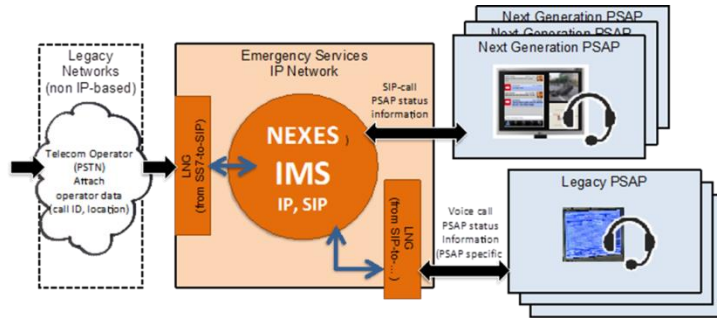 Legacy
Networks
(non IP-based)
Telecom Operator
(PSTN)
Attach
operator data
(call ID, location)
Emergency Services
IP Network
LNG
(from SS7-to-SIP)
NEXES )
IMS
IP, SIP
LNG
(from SIP-to-...)
SIP-call
PSAP status
information
Next Generation PSAP
Next Generation PSAP
Next Generation PSAP
Voice call
PSAP status
Information
(PSAP specific
Legacy PSAP